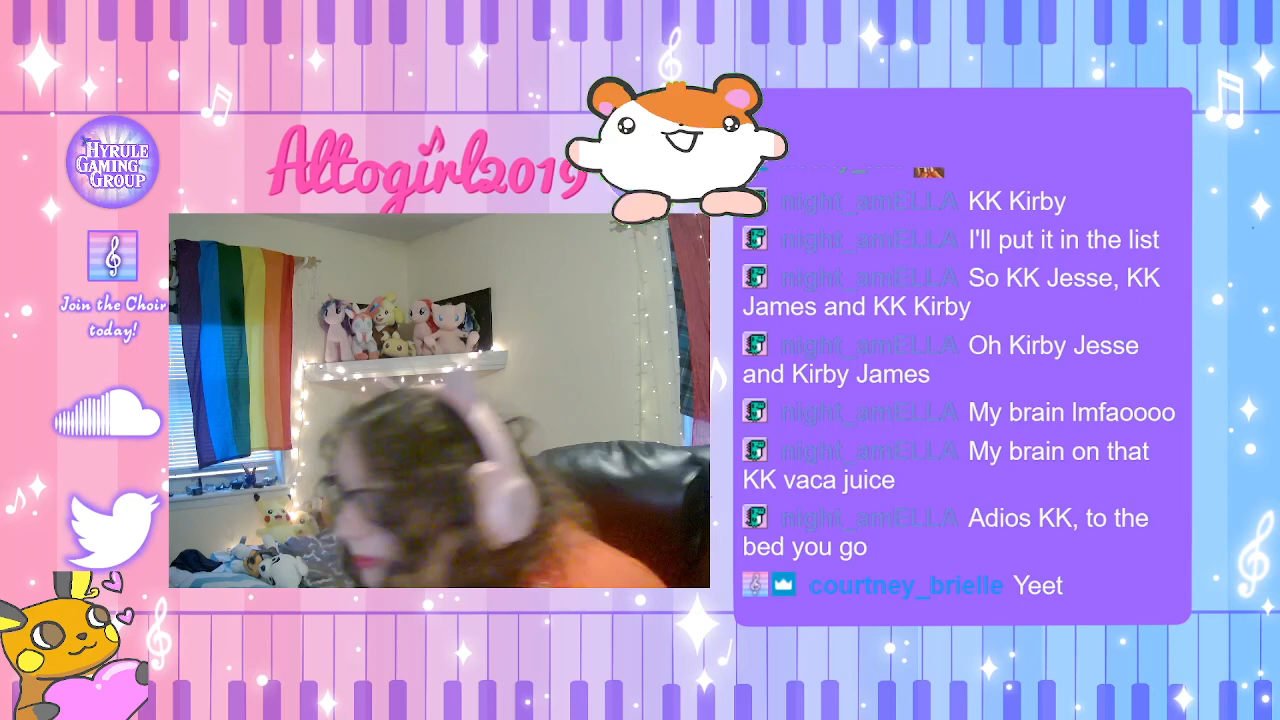 HYRULE
GAMING
GROUP
Join the Choir
today!
Altogirl2019
night_amELLA KK Kirby
night_amELLA I'll put it in the list
night_amELLA So KK Jesse, KK
James and KK Kirby
night_amELLA Oh Kirby Jesse
and Kirby James
night_amELLA My brain lmfaoooo
night_amELLA My brain on that
KK vaca juice
night_amELLA Adios KK, to the
bed you go
courtney_brielle Yeet